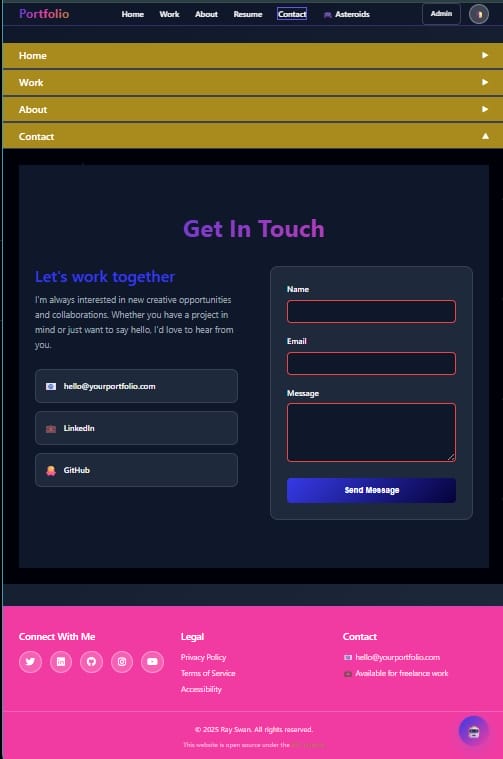 Portfolio Home Work About Resume Contact Asteroids Admin
Home
Work
About
Contact
Get In Touch
Let's work together
I'm always interested in new creative opportunities
and collaborations. Whether you have a project in
mind or just want to say hello, I'd love to hear from
you.
hello@yourportfolio.com
LinkedIn
GitHub
Name
Email
Message
Send Message
Connect With Me
Legal
Privacy Policy
Terms of Service
Accessibility
Contact
hello@yourportfolio.com
Available for freelance work
© 2025 Ray Swan. All rights reserved.
This website is open source under the